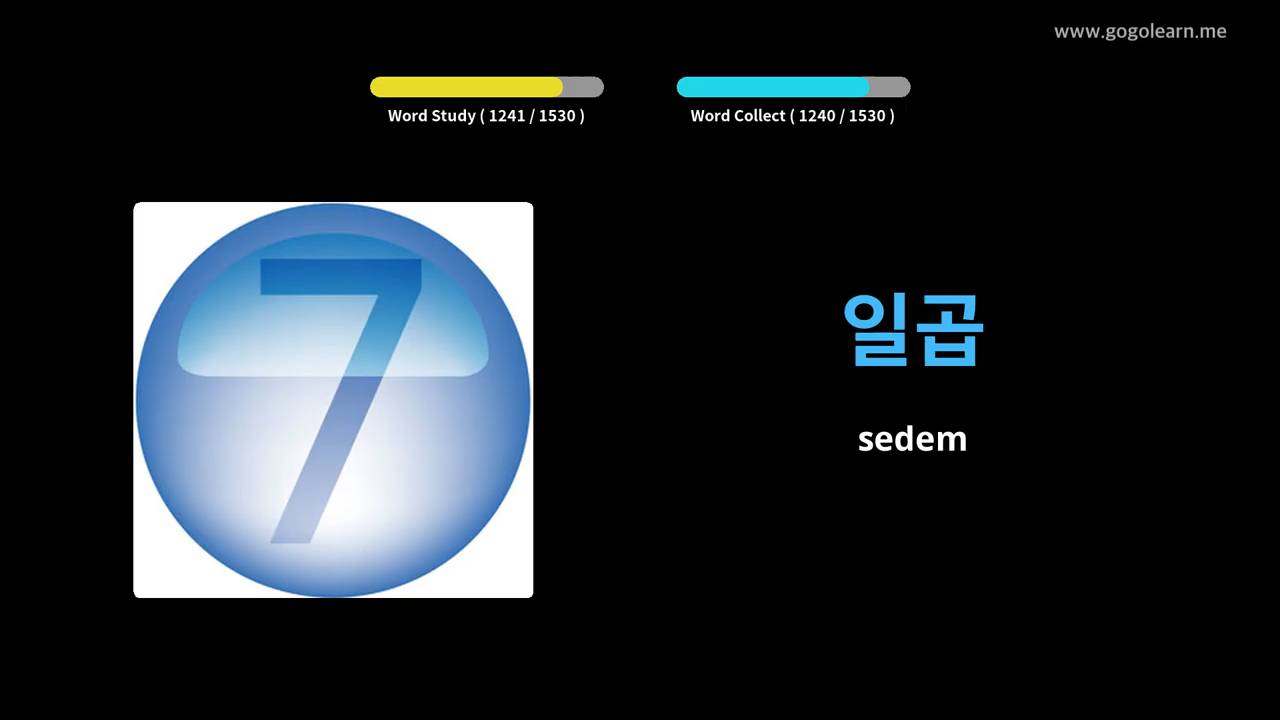 www.gogolearn.me
Word Study ( 1241 / 1530 )
Word Collect ( 1240 / 1530 )
7
일곱
sedem